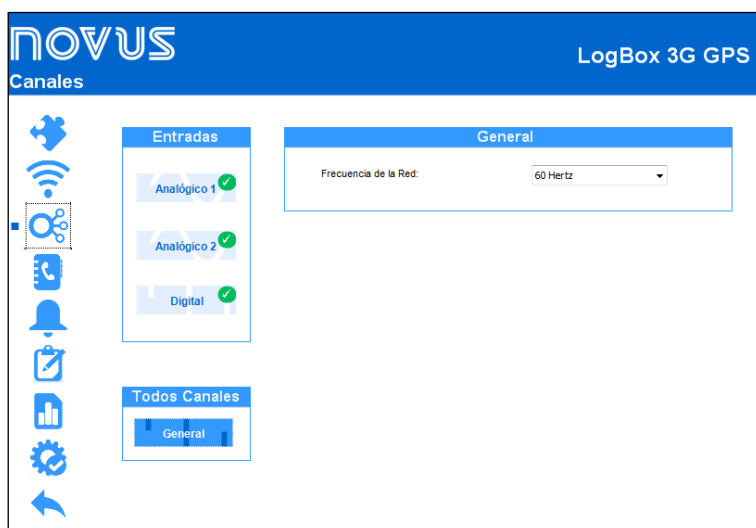 NOVUS
LogBox 3G GPS
Canales
Entradas
Analógico 1
Analógico 2
Digital
Todos Canales
General
General
Frecuencia de la Red:
60 Hertz